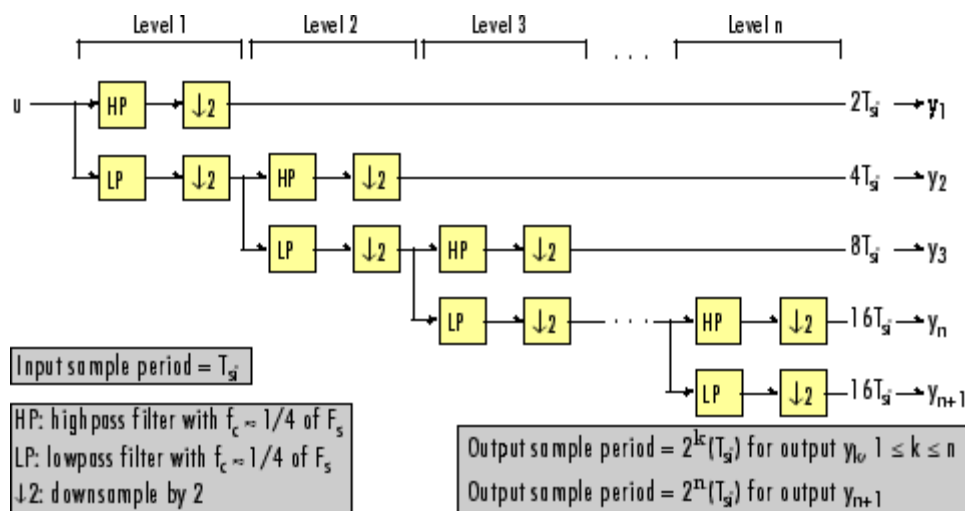 Level 1 Level 2 Level 3 . . . Level n
u HP ↓2 2T_si y_1
LP ↓2 HP ↓2 4T_si y_2
LP ↓2 HP ↓2 8T_si y_3
LP ↓2 . . . HP ↓2 16T_si y_n
Input sample period = T_si
LP ↓2 16T_si y_n+1
HP: highpass filter with f_c ≈ 1/4 of F_s
LP: lowpass filter with f_c ≈ 1/4 of F_s
↓2: downsample by 2
Output sample period = 2^k(T_si) for output y_k, 1 ≤ k ≤ n
Output sample period = 2^n(T_si) for output y_n+1